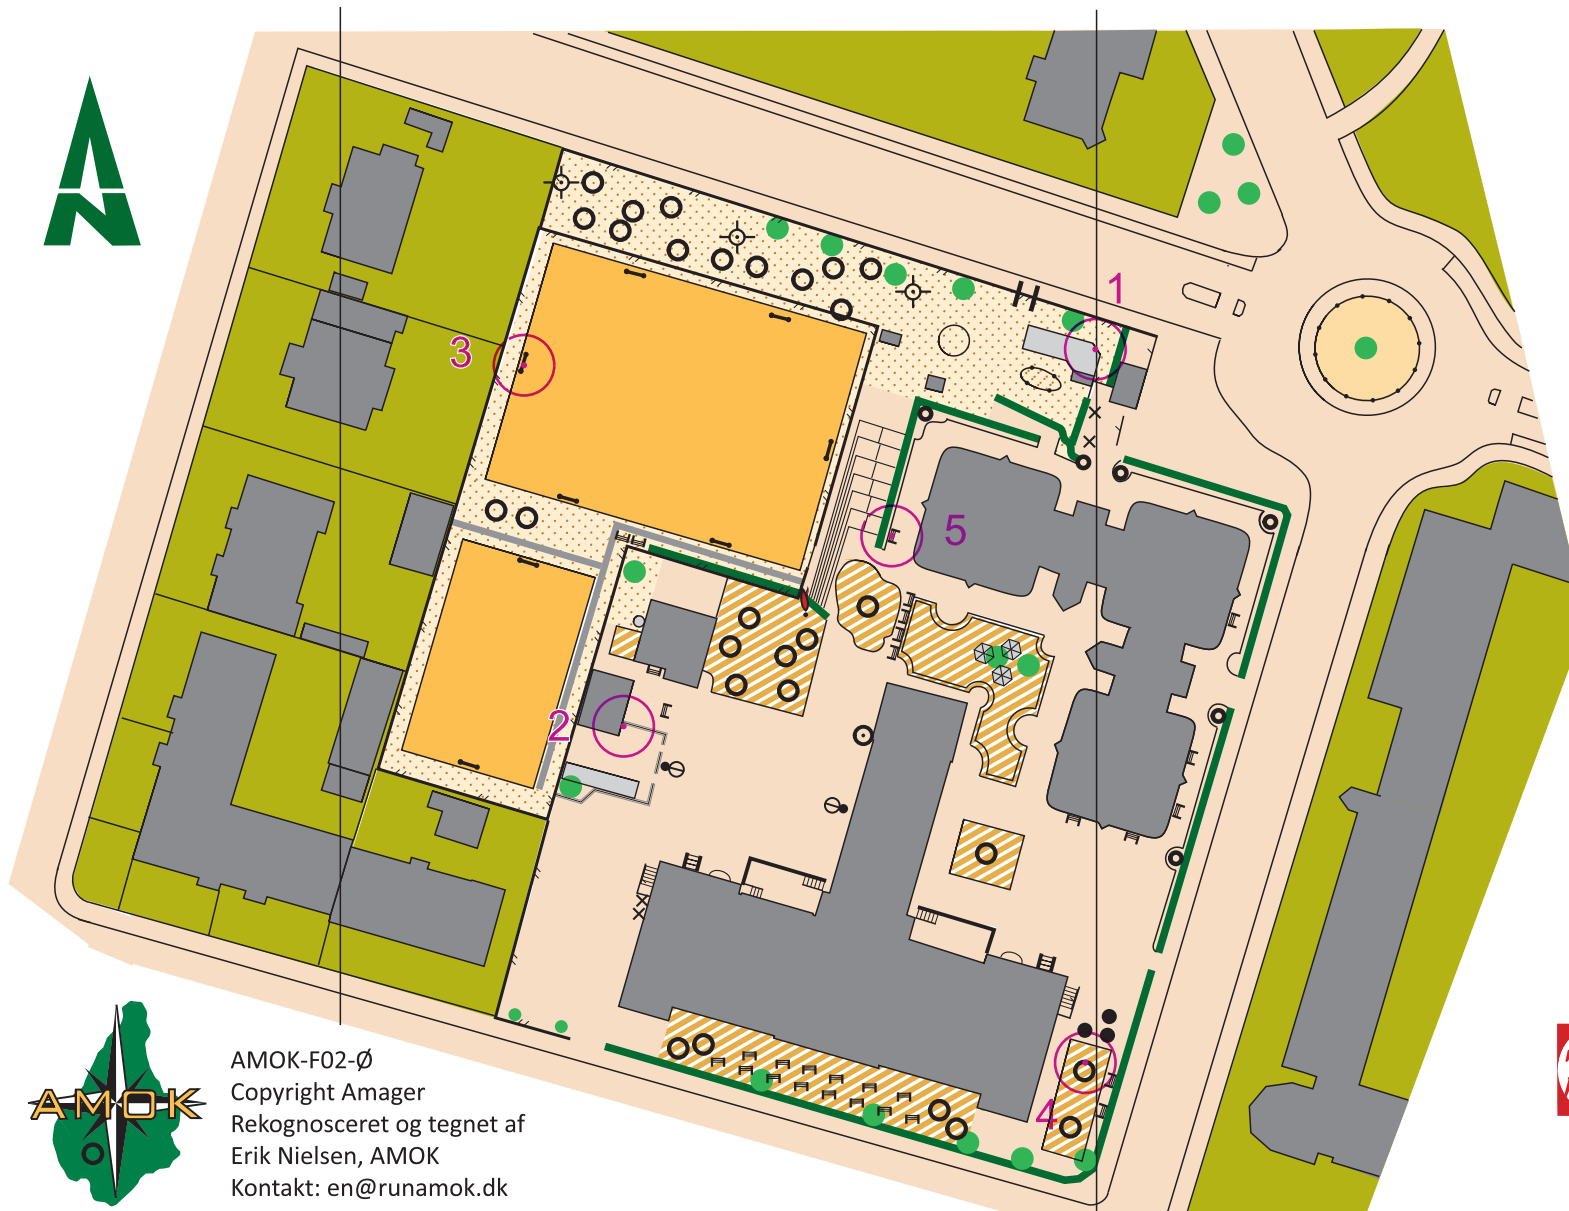 1
3
5
2
4
AMOK
AMOK-F02-Ø
Copyright Amager
Rekognosceret og tegnet af
Erik Nielsen, AMOK
Kontakt: en@runamok.dk